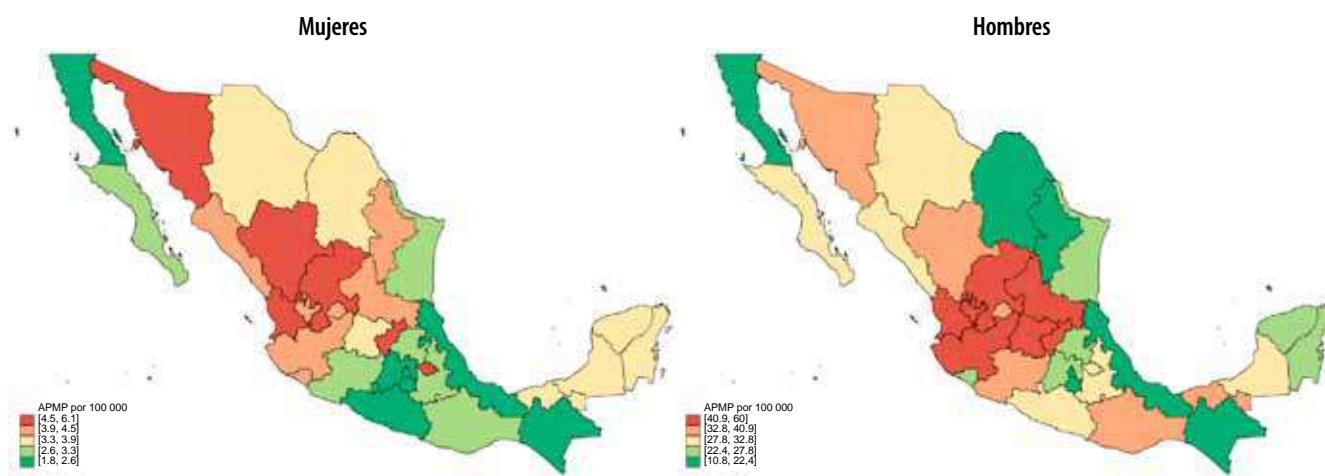 Mujeres
Hombres
APMP por 100 000
[4.5, 6.1]
[3.9, 4.5]
[3.3, 3.9]
[2.6, 3.3]
[1.8, 2.6]
APMP por 100 000
[40.9, 60]
[32.8, 40.9]
[27.8, 32.8]
[22.4, 27.8]
[10.8, 22,4]